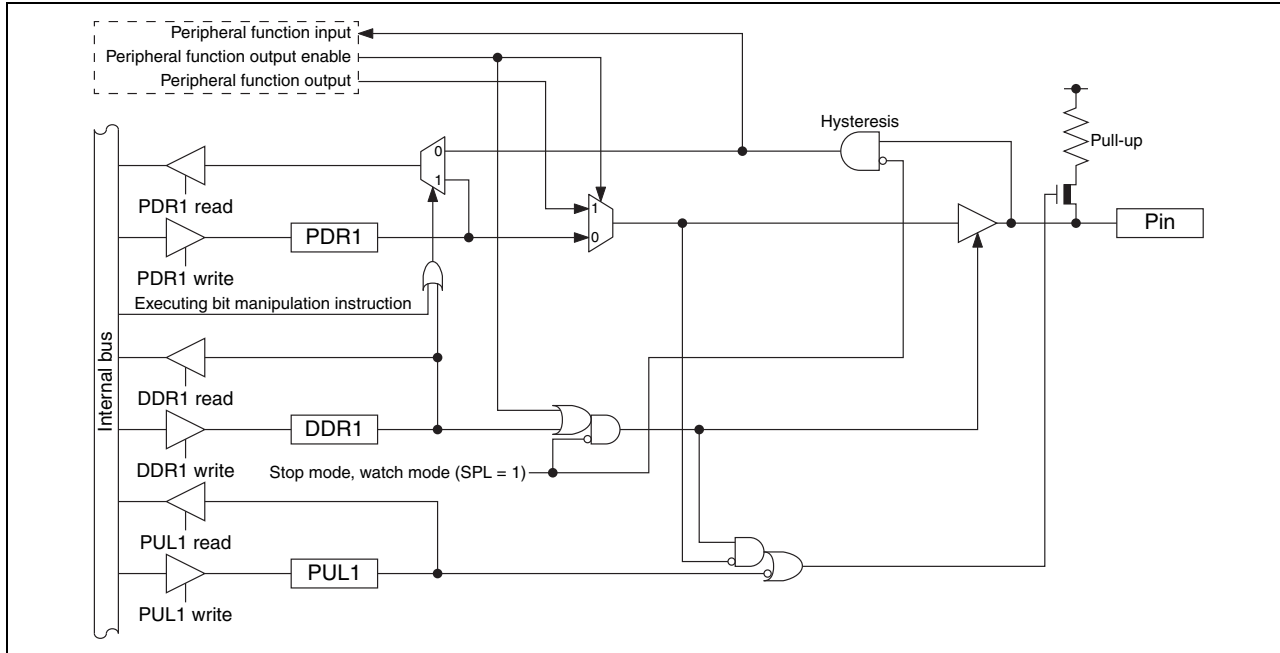 Peripheral function input
Peripheral function output enable
Peripheral function output
Hysteresis
Pull-up
0
1
PDR1 read
1
0
Pin
PDR1
PDR1 write
Executing bit manipulation instruction
Internal bus
DDR1 read
DDR1
DDR1 write
Stop mode, watch mode (SPL = 1)
PUL1 read
PUL1
PUL1 write